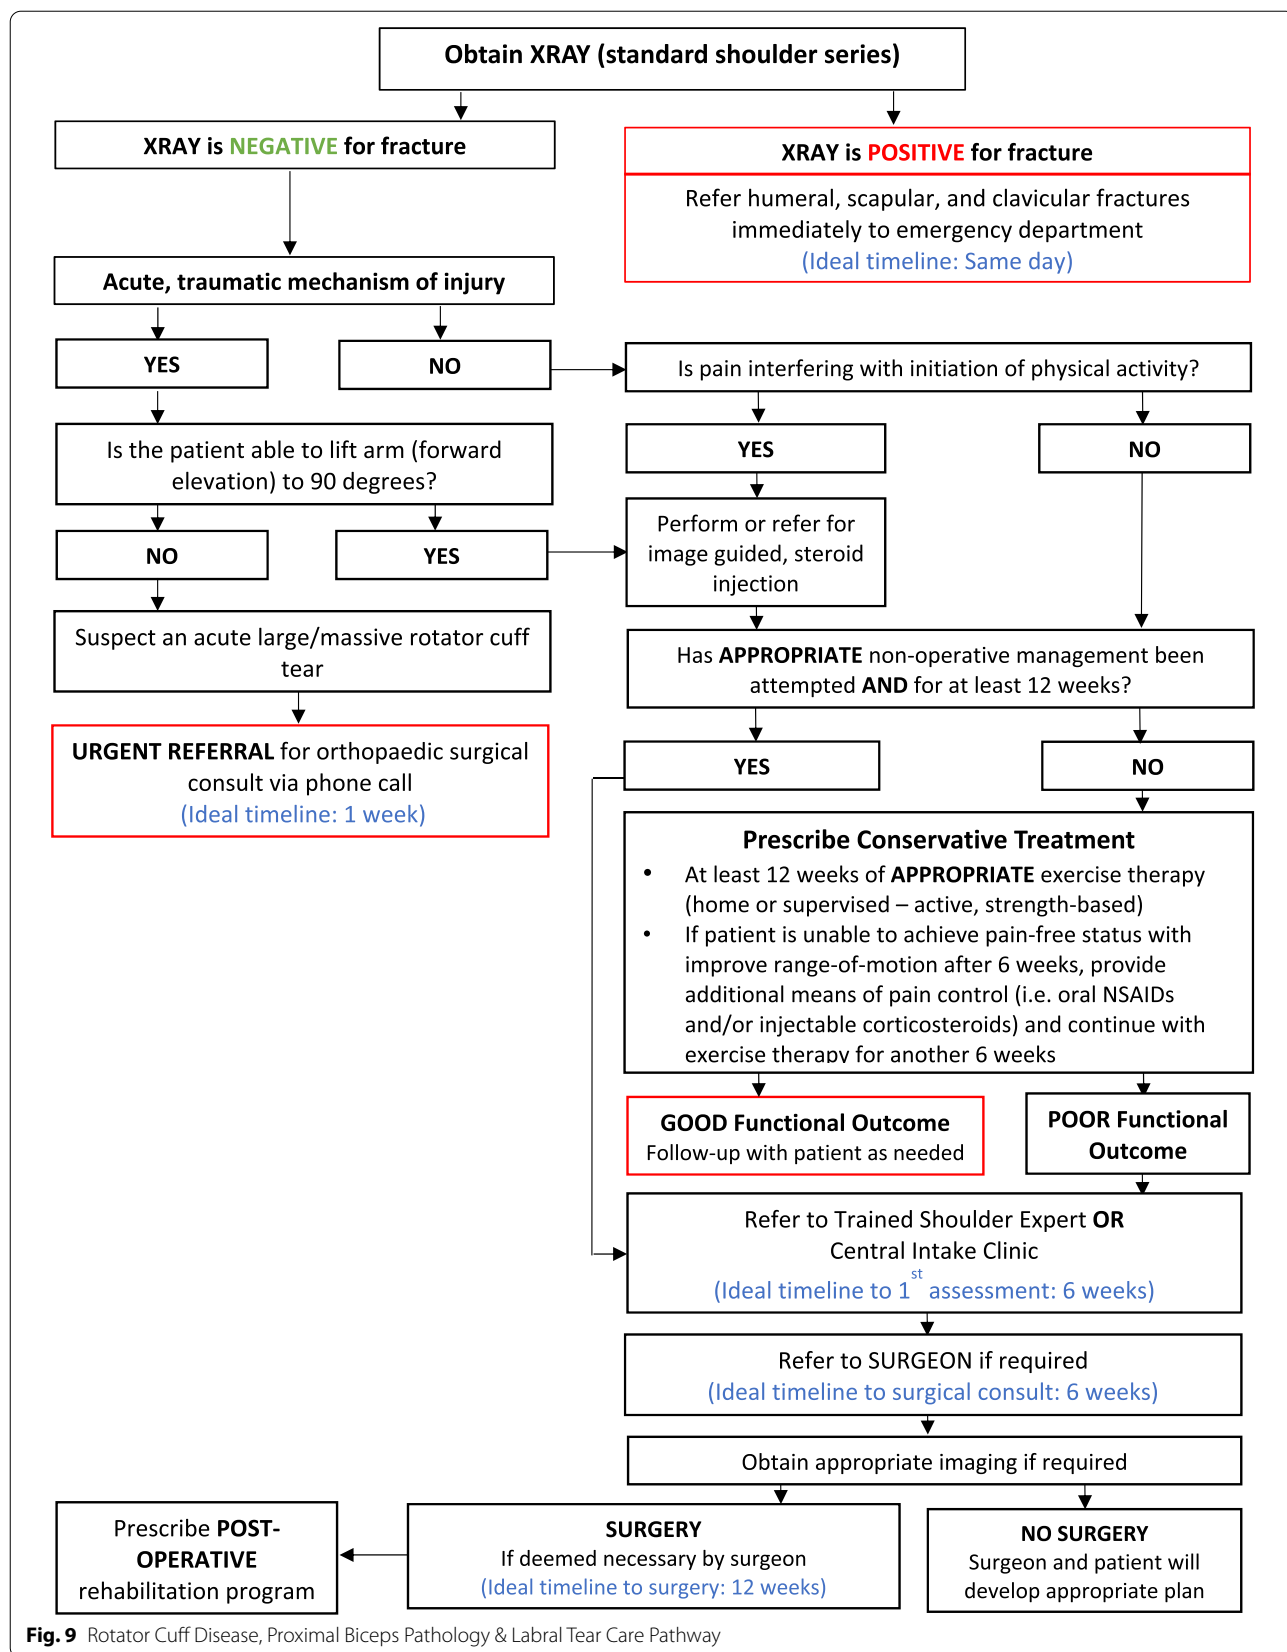 Obtain XRAY (standard shoulder series)
XRAY is NEGATIVE for fracture
XRAY is POSITIVE for fracture
Refer humeral, scapular, and clavicular fractures
immediately to emergency department
(Ideal timeline: Same day)
Acute, traumatic mechanism of injury
YES
NO
Is pain interfering with initiation of physical activity?
Is the patient able to lift arm (forward
elevation) to 90 degrees?
YES
NO
NO
YES
Perform or refer for
image guided, steroid
injection
Suspect an acute large/massive rotator cuff
tear
Has APPROPRIATE non-operative management been
attempted AND for at least 12 weeks?
URGENT REFERRAL for orthopaedic surgical
consult via phone call
(Ideal timeline: 1 week)
YES
NO
Prescribe Conservative Treatment
• At least 12 weeks of APPROPRIATE exercise therapy
(home or supervised – active, strength-based)
• If patient is unable to achieve pain-free status with
improve range-of-motion after 6 weeks, provide
additional means of pain control (i.e. oral NSAIDs
and/or injectable corticosteroids) and continue with
exercise therapy for another 6 weeks
GOOD Functional Outcome
Follow-up with patient as needed
POOR Functional
Outcome
Refer to Trained Shoulder Expert OR
Central Intake Clinic
(Ideal timeline to 1st assessment: 6 weeks)
Refer to SURGEON if required
(Ideal timeline to surgical consult: 6 weeks)
Obtain appropriate imaging if required
Prescribe POST-
OPERATIVE
rehabilitation program
SURGERY
If deemed necessary by surgeon
(Ideal timeline to surgery: 12 weeks)
NO SURGERY
Surgeon and patient will
develop appropriate plan
Fig. 9 Rotator Cuff Disease, Proximal Biceps Pathology & Labral Tear Care Pathway